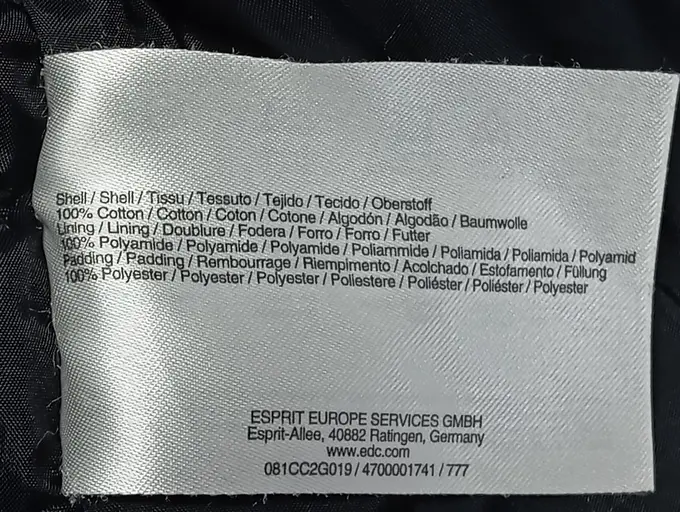 Shell / Shell / Tissu / Tessuto / Tejido / Tecido / Oberstoff
100% Cotton / Cotton / Coton / Cotone / Algodón / Algodão / Baumwolle
Lining / Lining / Doublure / Fodera / Forro / Forro / Futter
100% Polyamide / Polyamide / Polyamide / Poliammide / Poliamida / Poliamida / Polyamid
Padding / Padding / Rembourrage / Riempimento / Acolchado / Estofamento / Füllung
100% Polyester / Polyester / Polyester / Poliestere / Poliéster / Poliéster / Polyester
ESPRIT EUROPE SERVICES GMBH
Esprit-Allee, 40882 Ratingen, Germany
www.edc.com
081CC2G019 / 4700001741 / 777